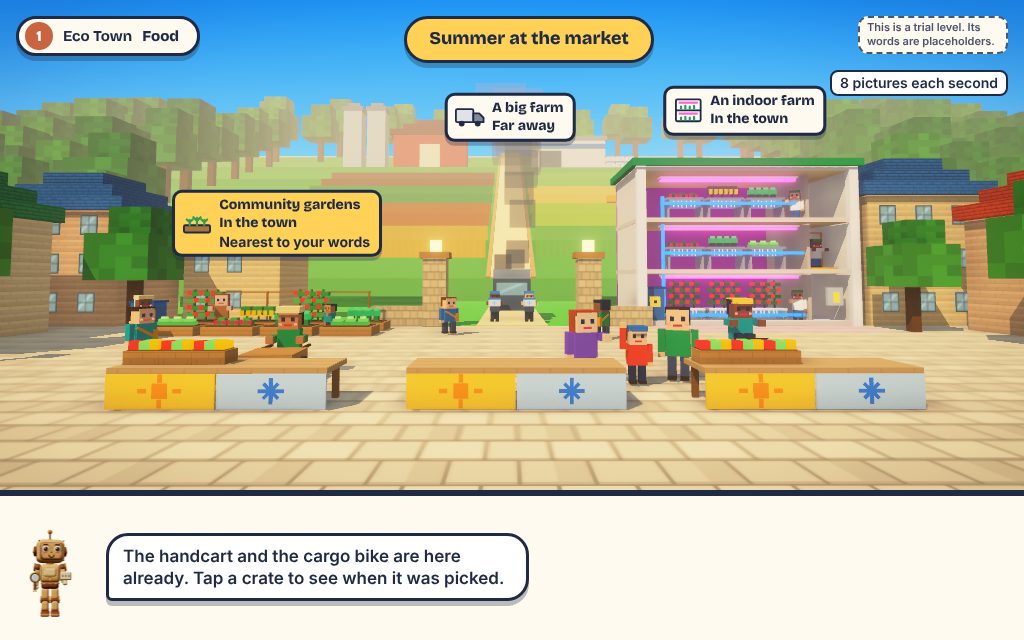 1 Eco Town Food
Summer at the market
This is a trial level. Its
words are placeholders.
8 pictures each second
A big farm
Far away
An indoor farm
In the town
Community gardens
In the town
Nearest to your words
The handcart and the cargo bike are here
already. Tap a crate to see when it was picked.